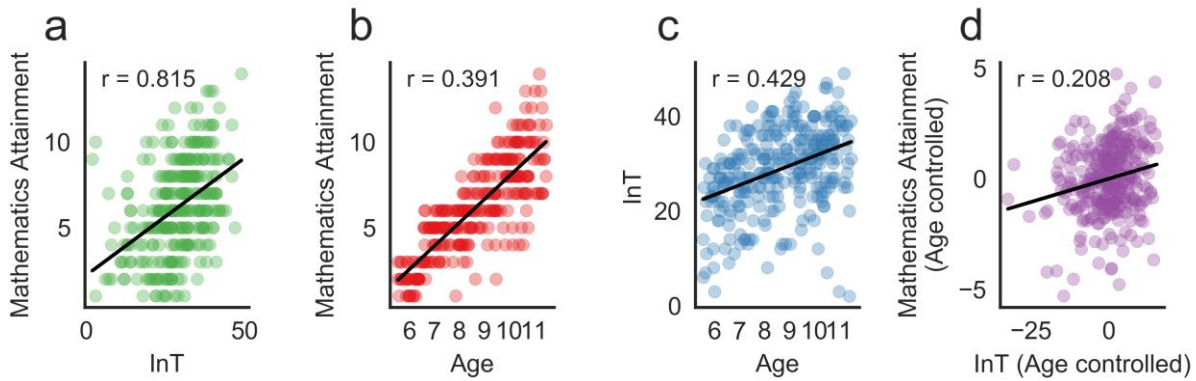 a
r = 0.815
Mathematics Attainment
10
5
0
50
InT
b
r = 0.391
Mathematics Attainment
10
5
6 7 8 9 10 11
Age
c
r = 0.429
InT
40
20
0
6 7 8 9 10 11
Age
d
r = 0.208
Mathematics Attainment
(Age controlled)
5
0
−5
−25
0
InT (Age controlled)